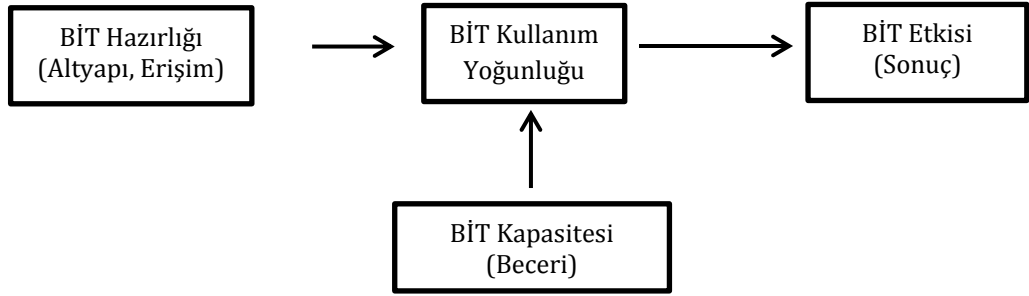 BİT Hazırlığı
(Altyapı, Erişim)
BİT Kullanım
Yoğunluğu
BİT Etkisi
(Sonuç)
BİT Kapasitesi
(Beceri)